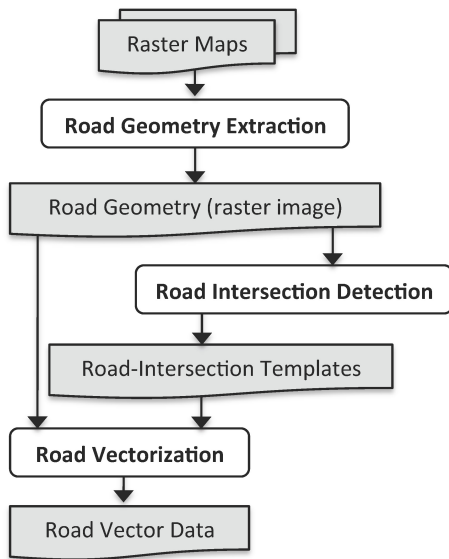 Raster Maps
Road Geometry Extraction
Road Geometry (raster image)
Road Intersection Detection
Road-Intersection Templates
Road Vectorization
Road Vector Data